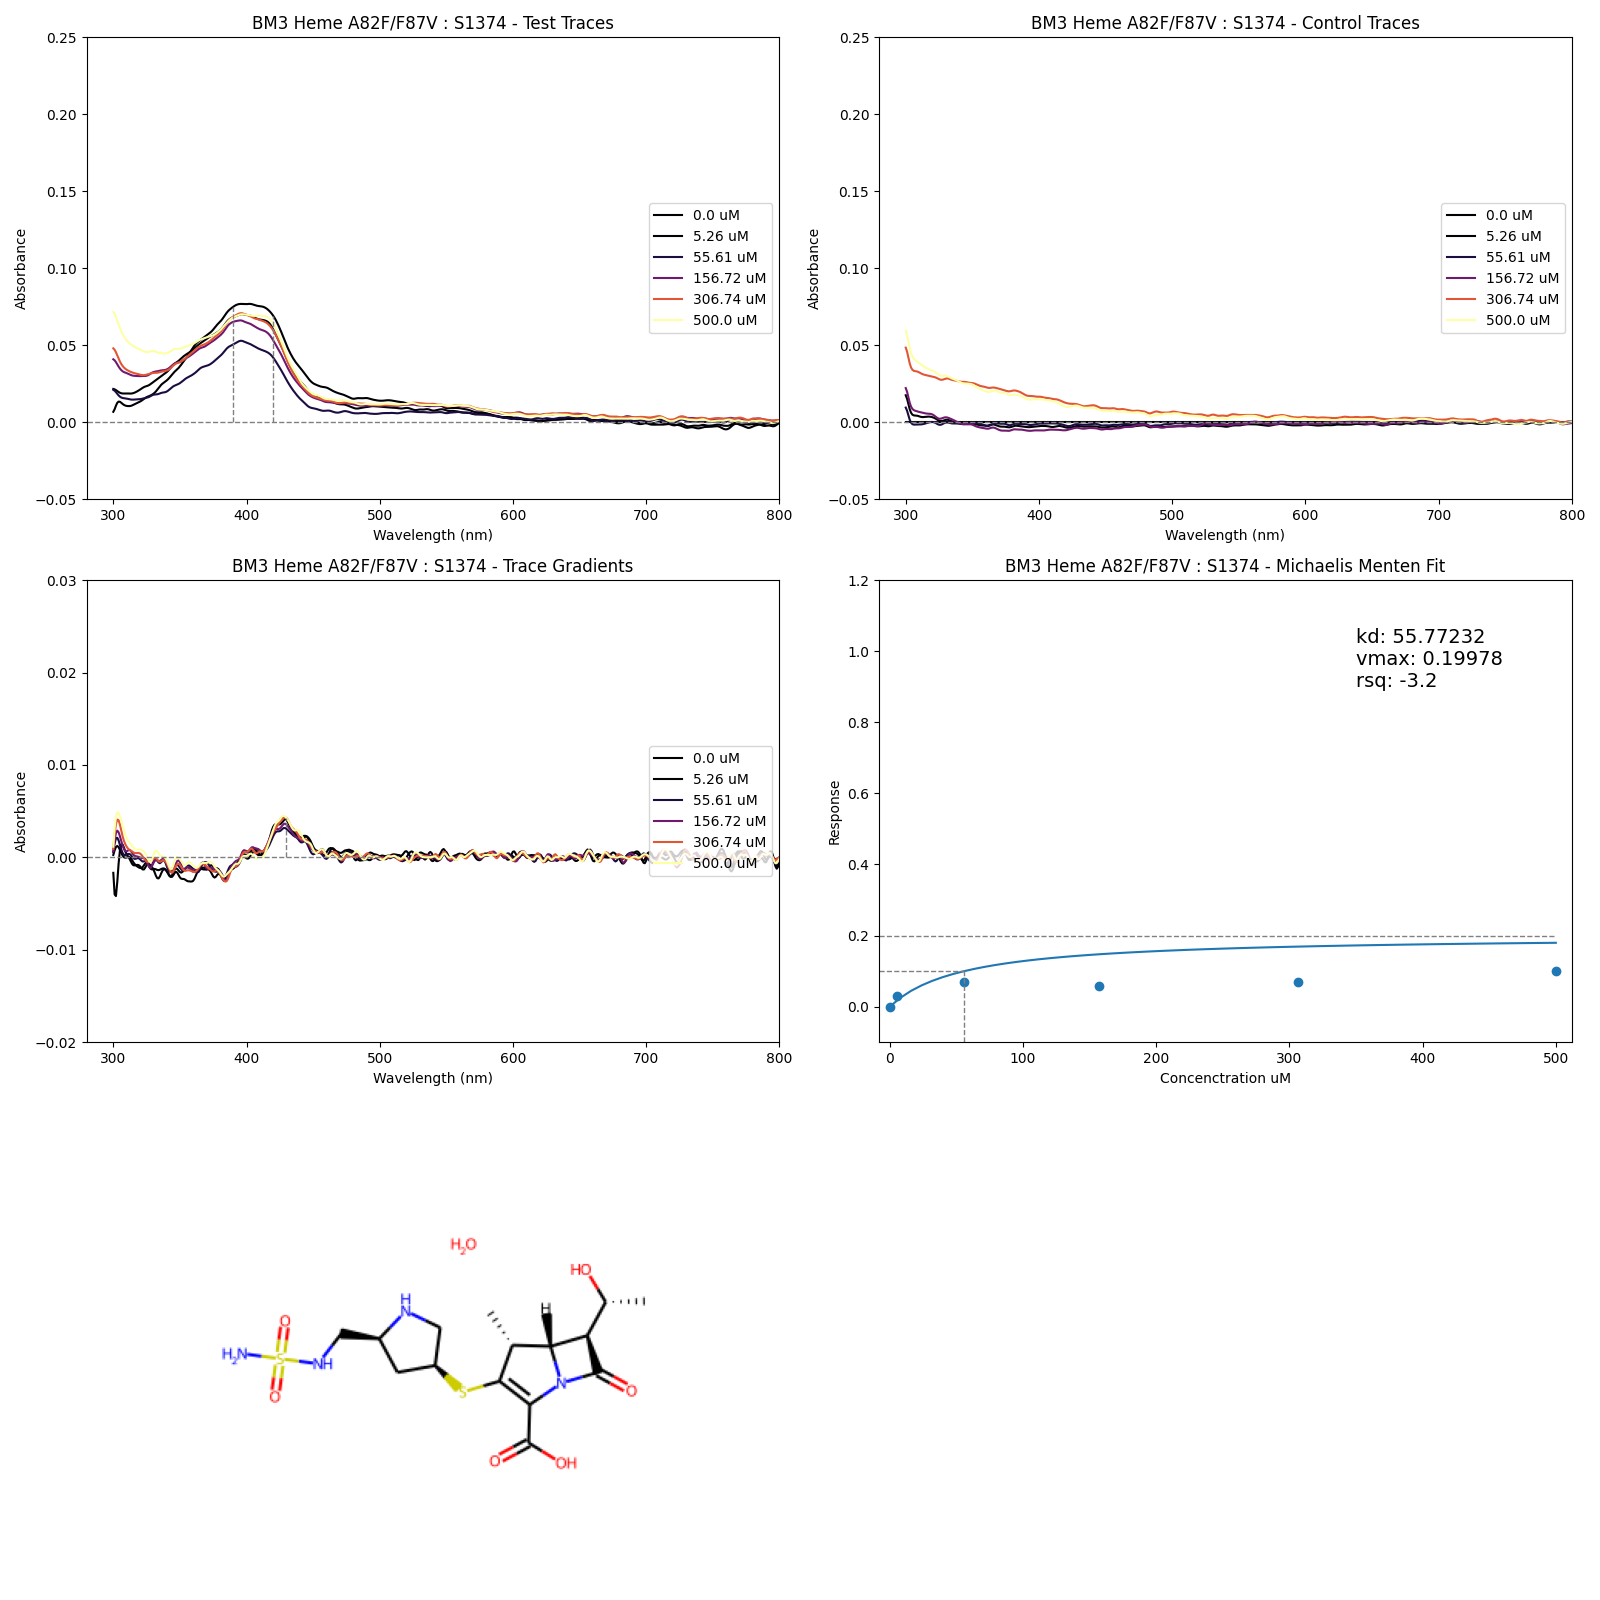 BM3 Heme A82F/F87V : S1374 - Test Traces
0.25
0.20
0.15
0.10
0.05
0.00
−0.05
Absorbance
300
400
500
600
700
800
Wavelength (nm)
0.0 uM
5.26 uM
55.61 uM
156.72 uM
306.74 uM
500.0 uM
BM3 Heme A82F/F87V : S1374 - Control Traces
0.25
0.20
0.15
0.10
0.05
0.00
−0.05
Absorbance
300
400
500
600
700
800
Wavelength (nm)
0.0 uM
5.26 uM
55.61 uM
156.72 uM
306.74 uM
500.0 uM
BM3 Heme A82F/F87V : S1374 - Trace Gradients
0.03
0.02
0.01
0.00
−0.01
−0.02
Absorbance
300
400
500
600
700
800
Wavelength (nm)
0.0 uM
5.26 uM
55.61 uM
156.72 uM
306.74 uM
500.0 uM
BM3 Heme A82F/F87V : S1374 - Michaelis Menten Fit
1.2
1.0
0.8
0.6
0.4
0.2
0.0
Response
kd: 55.77232
vmax: 0.19978
rsq: -3.2
0
100
200
300
400
500
Concenctration uM
H2O
HO
H
H
N
O
H2N
S
NH
O
S
N
O
O
OH